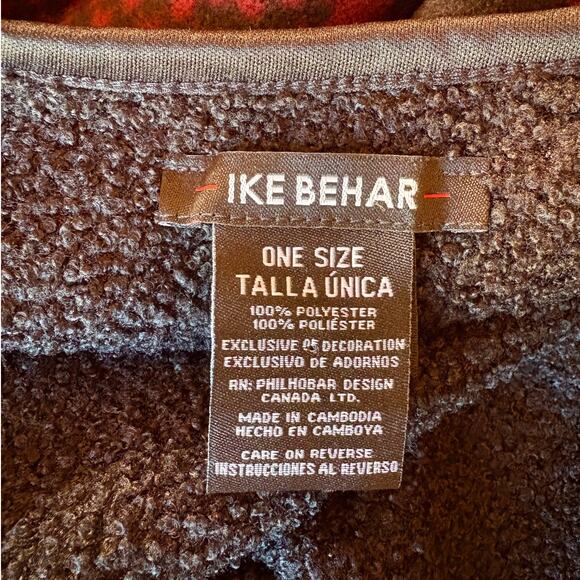 IKE BEHAR
ONE SIZE
TALLA ÚNICA
100% POLYESTER
100% POLIÉSTER
EXCLUSIVE OF DECORATION
EXCLUSIVO DE ADORNOS
RN: PHILHOBAR DESIGN
CANADA LTD.
MADE IN CAMBODIA
HECHO EN CAMBOYA
CARE ON REVERSE
INSTRUCCIONES AL REVERSO